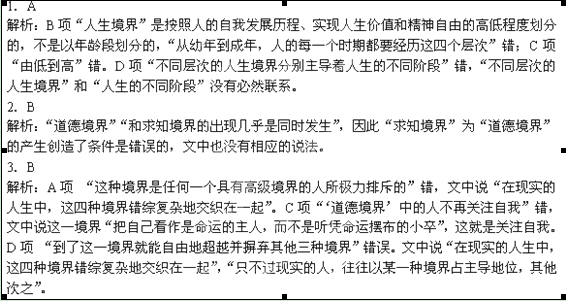 1. A
解析：B 项“人生境界”是按照人的自我发展历程、实现人生价值和精神自由的高低程度划分
的，不是以年龄段划分的，“从幼年到成年，人的每一个时期都要经历这四个层次”错；C 项
“由低到高”错。D 项“不同层次的人生境界分别主导着人生的不同阶段”错，“不同层次的
人生境界”和“人生的不同阶段”没有必然联系。
2. B
解析：“道德境界”“和求知境界的出现几乎是同时发生”，因此“求知境界”为“道德境界”
的产生创造了条件是错误的，文中也没有相应的说法。
3. B
解析：A 项 “这种境界是任何一个具有高级境界的人所极力排斥的”错，文中说“在现实的
人生中，这四种境界错综复杂地交织在一起”。C 项“‘道德境界’中的人不再关注自我”错，
文中说这一境界“把自己看作是命运的主人，而不是听凭命运摆布的小卒”，这就是关注自我。
D 项 “到了这一境界就能自由地超越并摒弃其他三种境界”错误。文中说“在现实的人生中，
这四种境界错综复杂地交织在一起”，“只不过现实的人，往往以某一种境界占主导地位，其他
次之”。